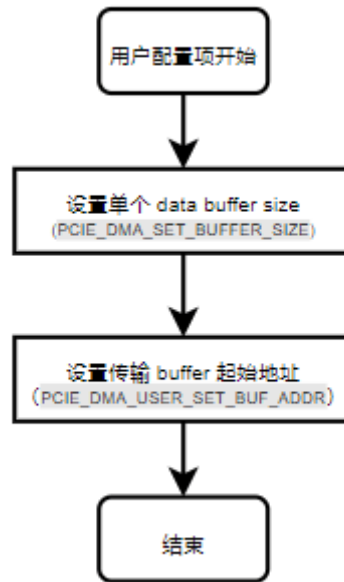 用户配置项开始
设置单个 data buffer size
(PCIE_DMA_SET_BUFFER_SIZE)
设置传输 buffer 起始地址
（PCIE_DMA_USER_SET_BUF_ADDR）
结束